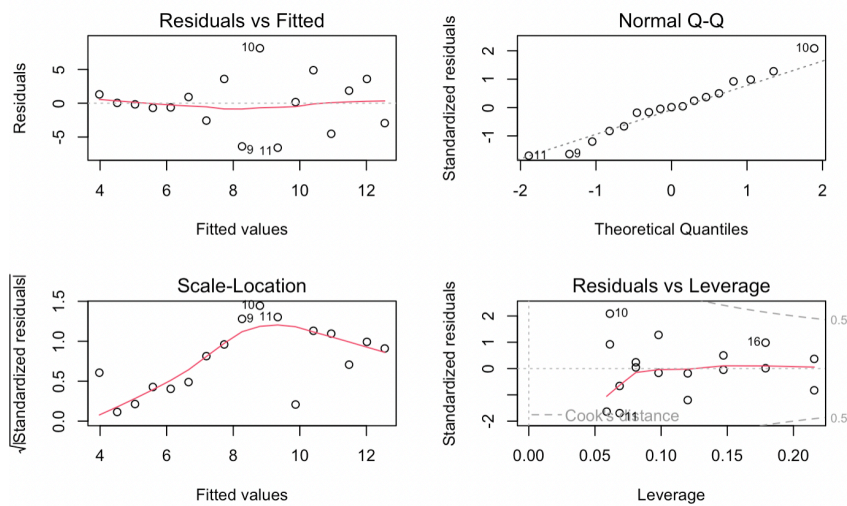 Residuals vs Fitted
Residuals
5
0
-5
10
9
11
4 6 8 10 12
Fitted values
Normal Q-Q
Standardized residuals
2
1
0
-1
10
11
9
-2 -1 0 1 2
Theoretical Quantiles
Scale-Location
√|Standardized residuals|
1.5
1.0
0.5
0.0
10
9
11
4 6 8 10 12
Fitted values
Residuals vs Leverage
Standardized residuals
2
1
0
-2
10
16
11
Cook's distance
0.5
0.5
0.00 0.05 0.10 0.15 0.20
Leverage